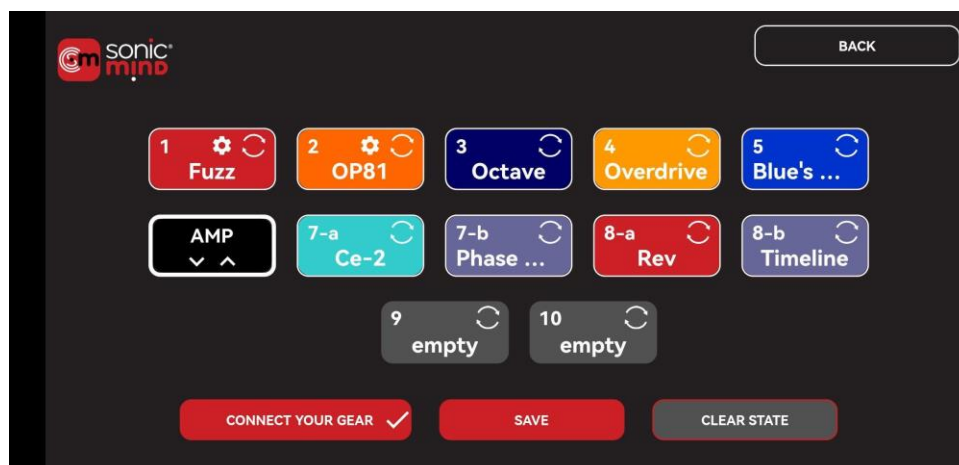 sonic®
mind
BACK
1
Fuzz
2
OP81
3
Octave
4
Overdrive
5
Blue's ...
AMP
7-a
Ce-2
7-b
Phase ...
8-a
Rev
8-b
Timeline
9
empty
10
empty
CONNECT YOUR GEAR
SAVE
CLEAR STATE